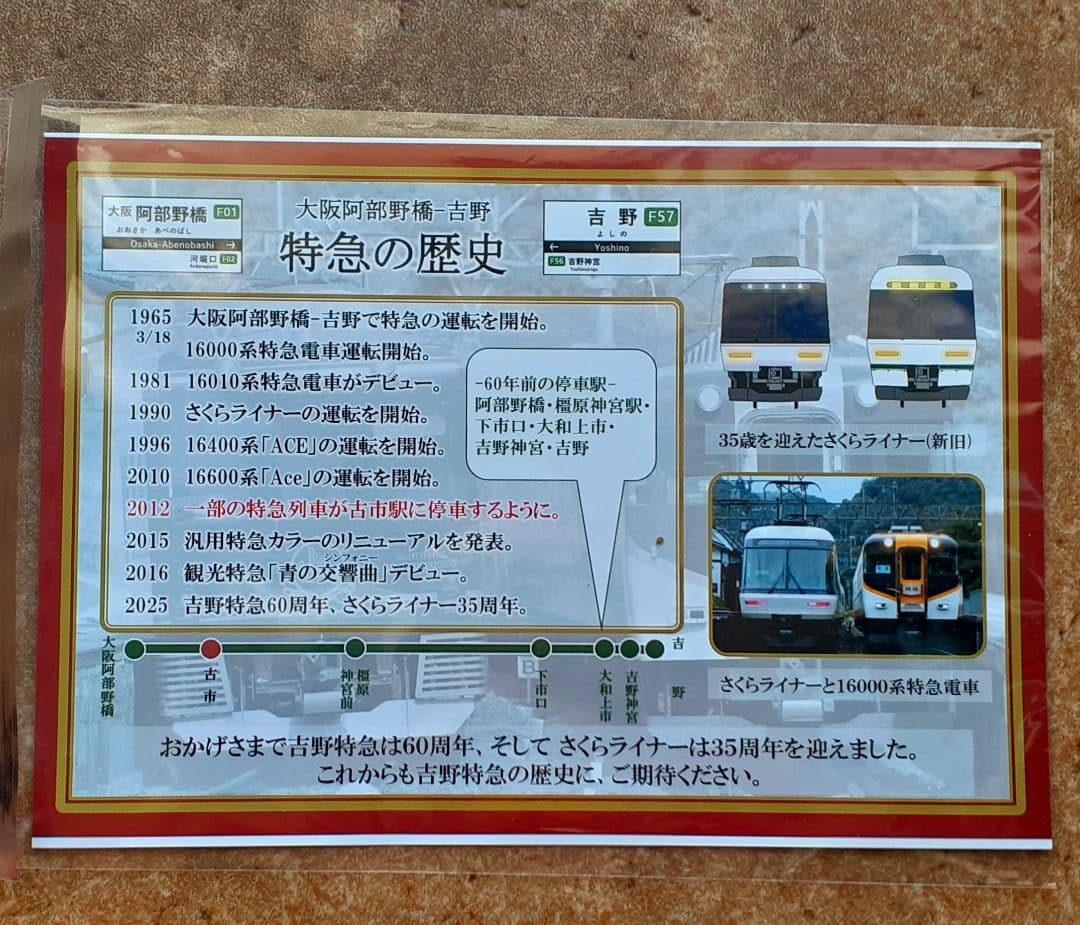 大阪 阿部野橋 F01
おおさか あべのばし
Osaka-Abenobashi →
河堀口 F02
Koboreguchi
大阪阿部野橋-吉野
特急の歴史
吉野 F57
よしの
← Yoshino
F56 吉野神宮
Yoshinojingu
1965 大阪阿部野橋-吉野で特急の運転を開始。
3/18
16000系特急電車運転開始。
1981 16010系特急電車がデビュー。
1990 さくらライナーの運転を開始。
1996 16400系「ACE」の運転を開始。
2010 16600系「Ace」の運転を開始。
2012 一部の特急列車が古市駅に停車するように。
2015 汎用特急カラーのリニューアルを発表。
シンフォニー
2016 観光特急「青の交響曲」デビュー。
2025 吉野特急60周年、さくらライナー35周年。
-60年前の停車駅-
阿部野橋・橿原神宮駅・
下市口・大和上市・
吉野神宮・吉野
35歳を迎えたさくらライナー(新旧)
さくらライナーと16000系特急電車
大阪阿部野橋
古市
橿原
神宮前
下市口
大和上市
吉野神宮
吉野
おかげさまで吉野特急は60周年、そして さくらライナーは35周年を迎えました。
これからも吉野特急の歴史に、ご期待ください。